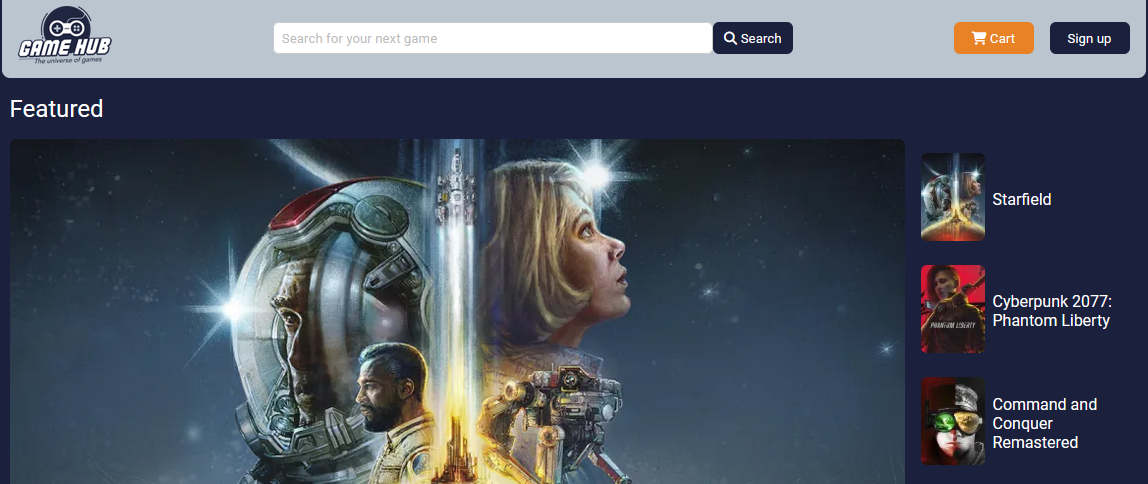 GAME HUB
The universe of games
Search for your next game
Search
Cart
Sign up
Featured
Starfield
PHANTOM LIBERTY
Cyberpunk 2077:
Phantom Liberty
Command and
Conquer
Remastered